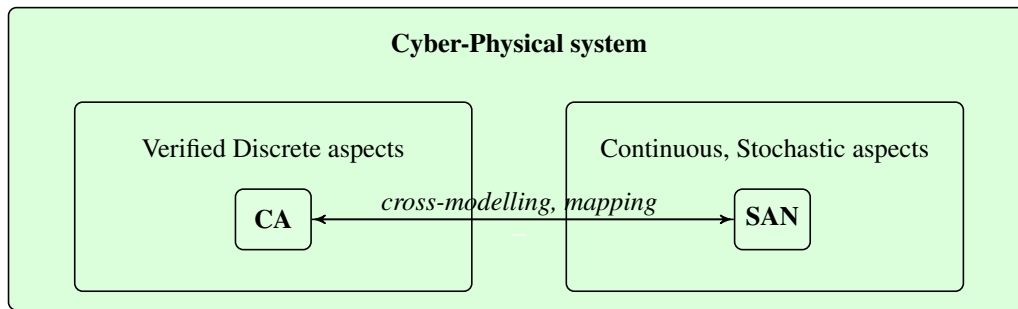 Cyber-Physical system
Verified Discrete aspects
Continuous, Stochastic aspects
CA
cross-modelling, mapping
SAN